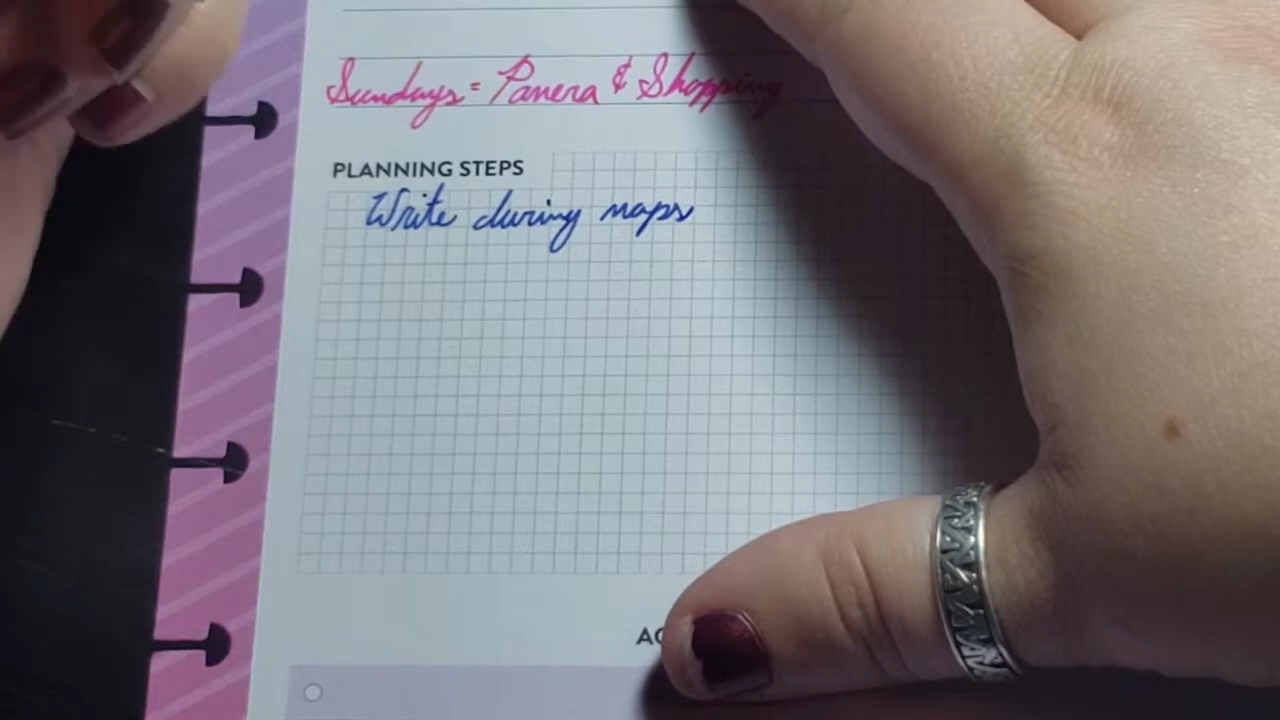 Sundays = Panera & Shopping
PLANNING STEPS
Write during naps